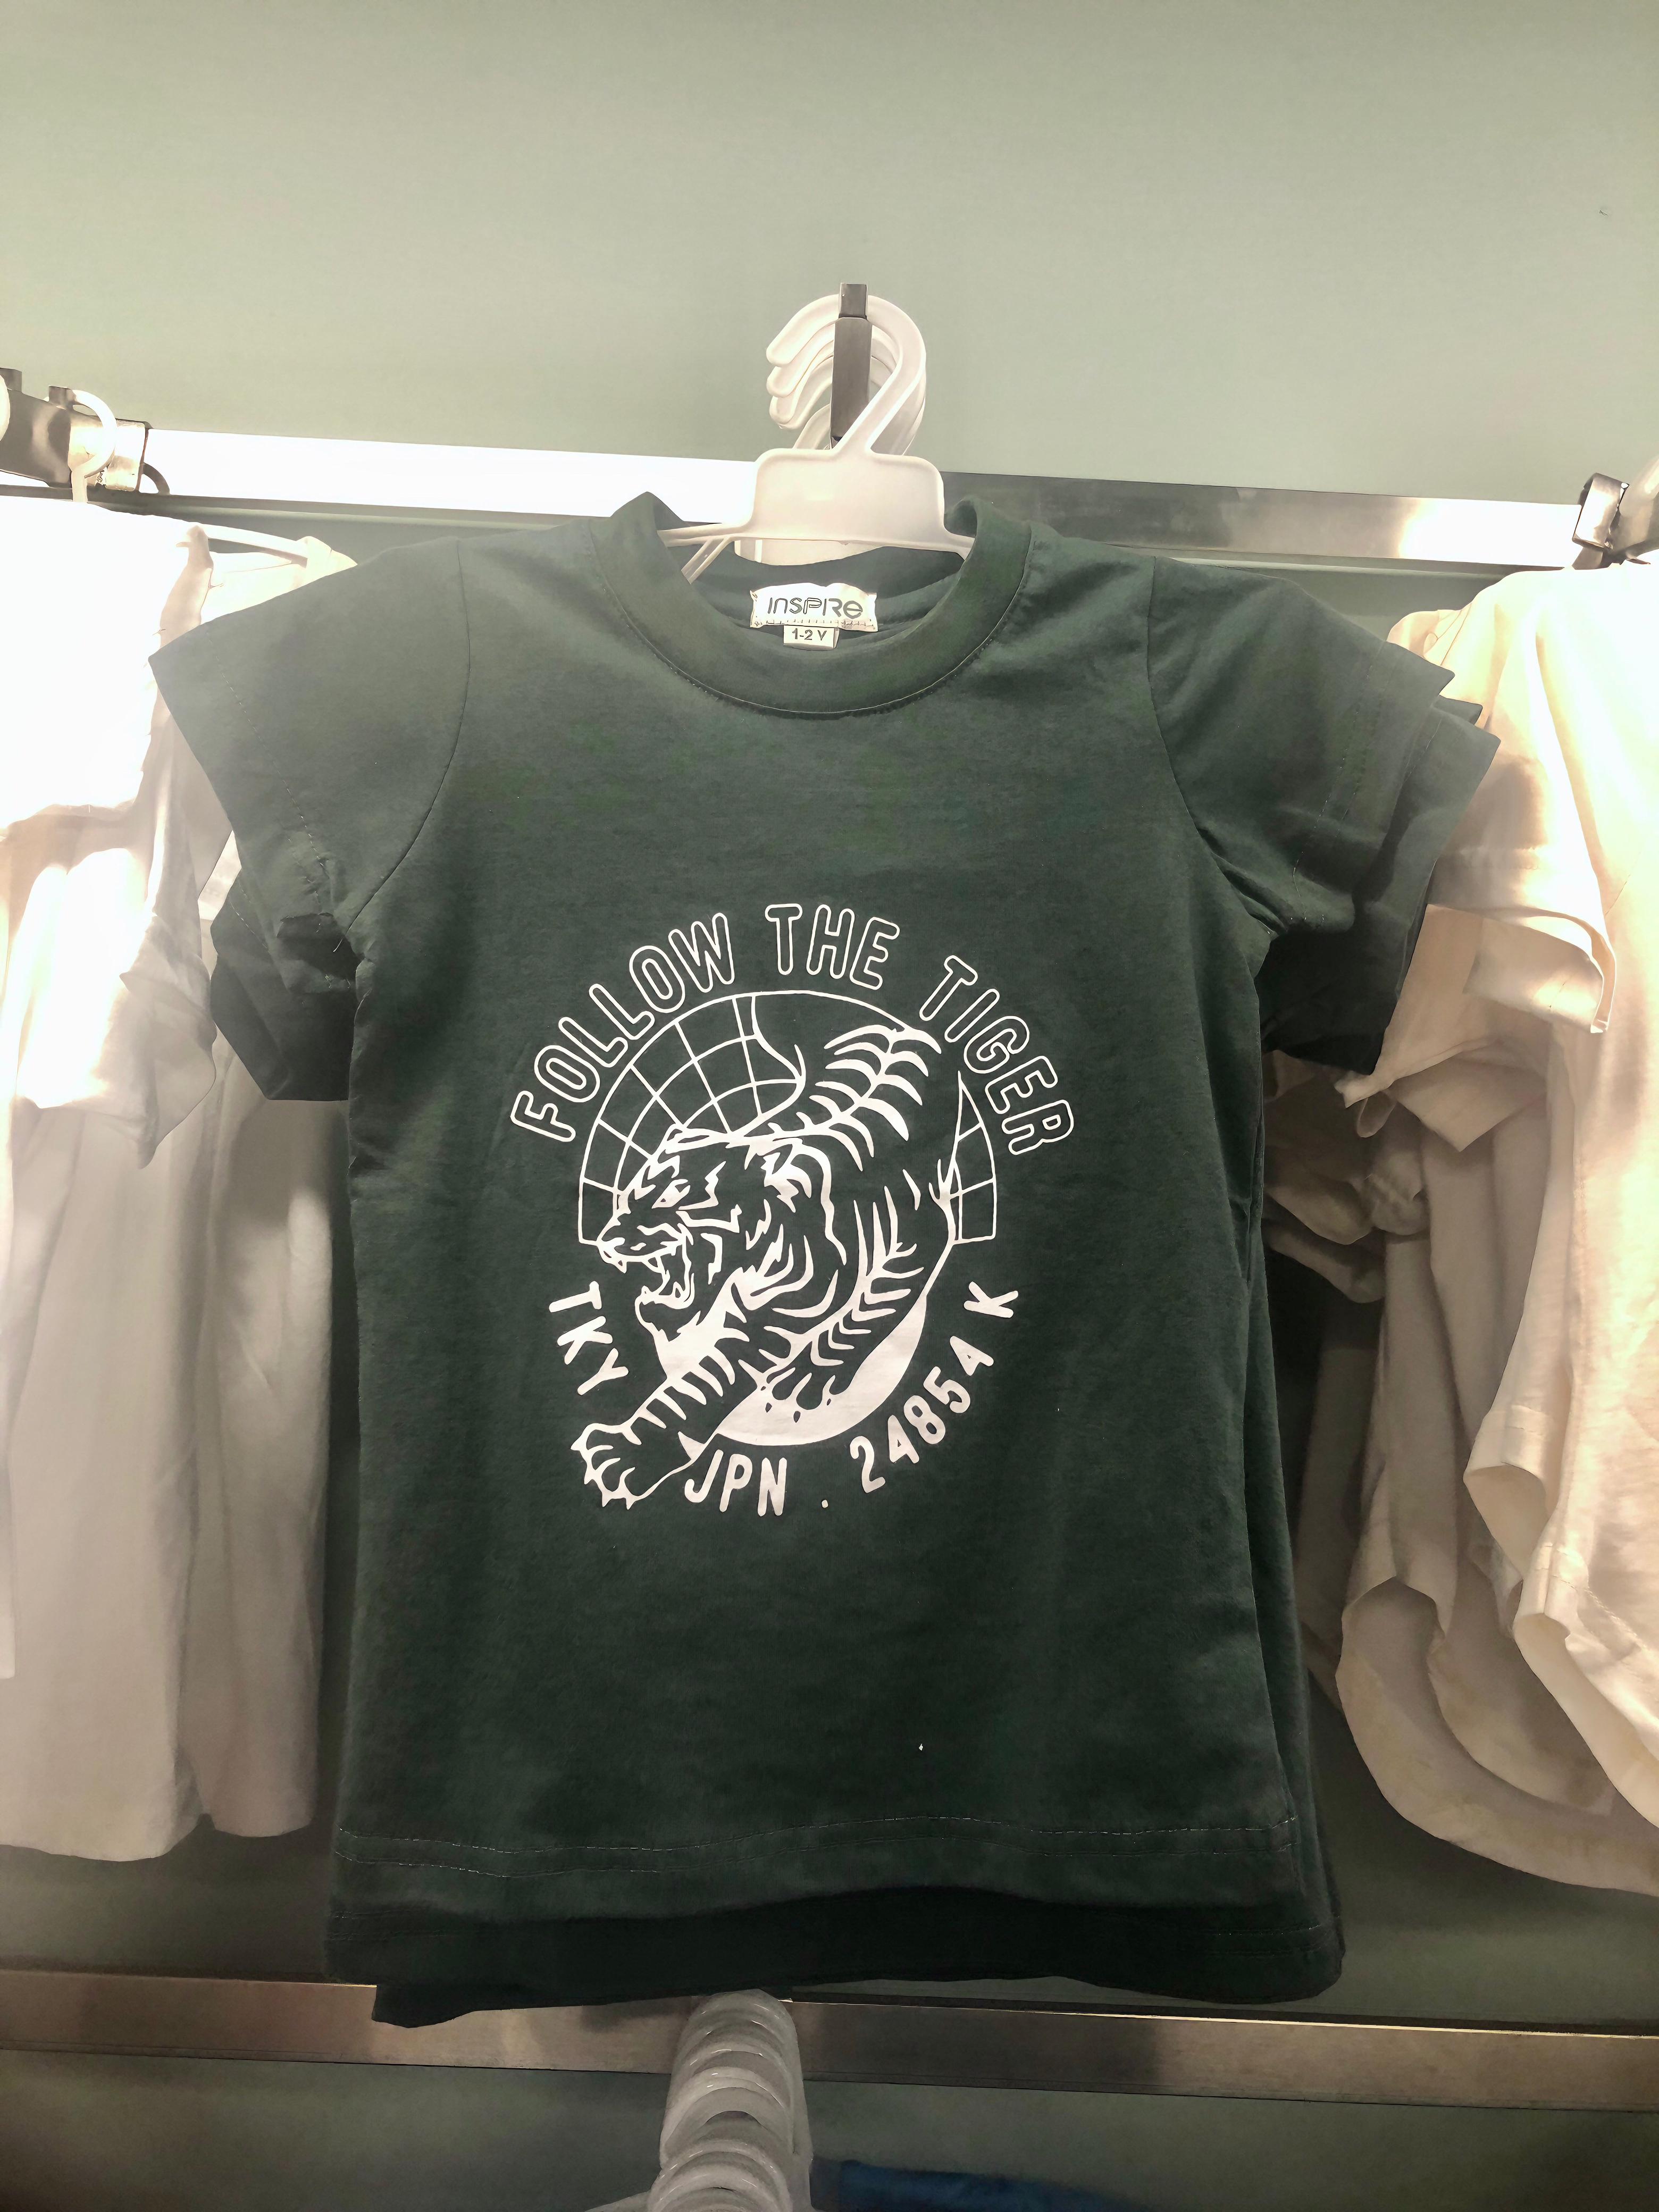 INSPIRE
1-2 Y
FOLLOW THE TIGER
TKY JPN . 24854 K